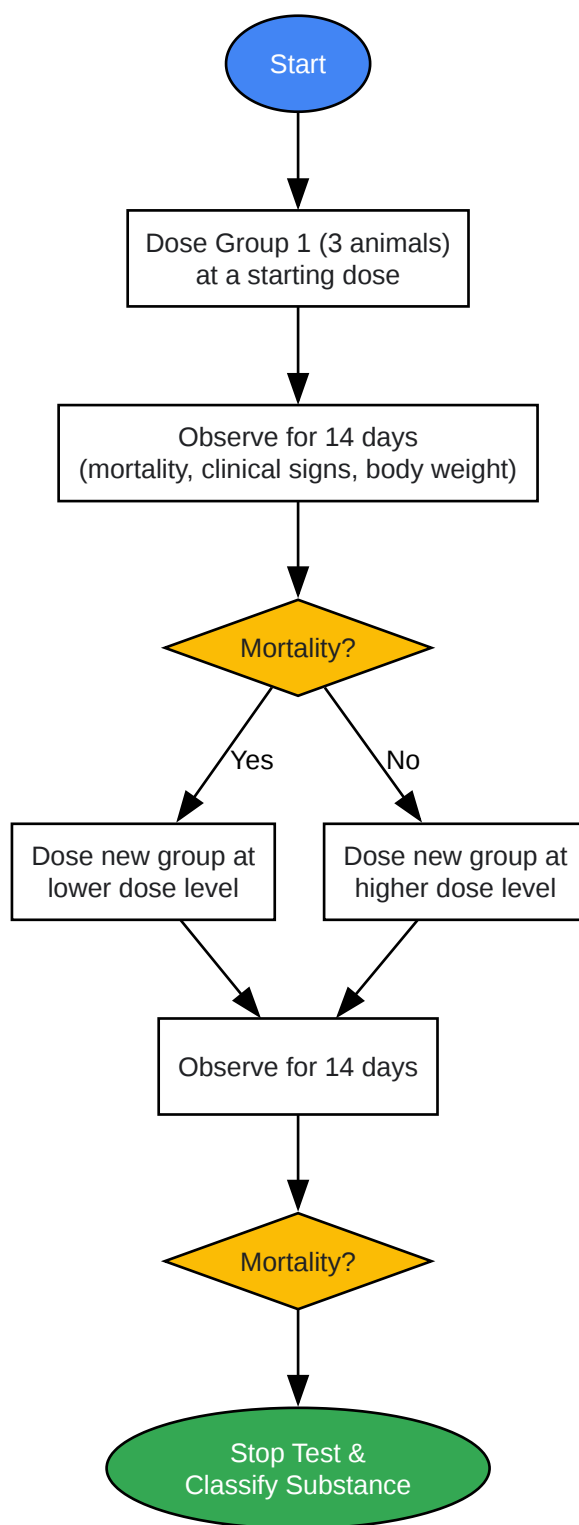 Start
Dose Group 1 (3 animals)
at a starting dose
Observe for 14 days
(mortality, clinical signs, body weight)
Mortality?
Yes
No
Dose new group at
lower dose level
Dose new group at
higher dose level
Observe for 14 days
Mortality?
Stop Test &
Classify Substance